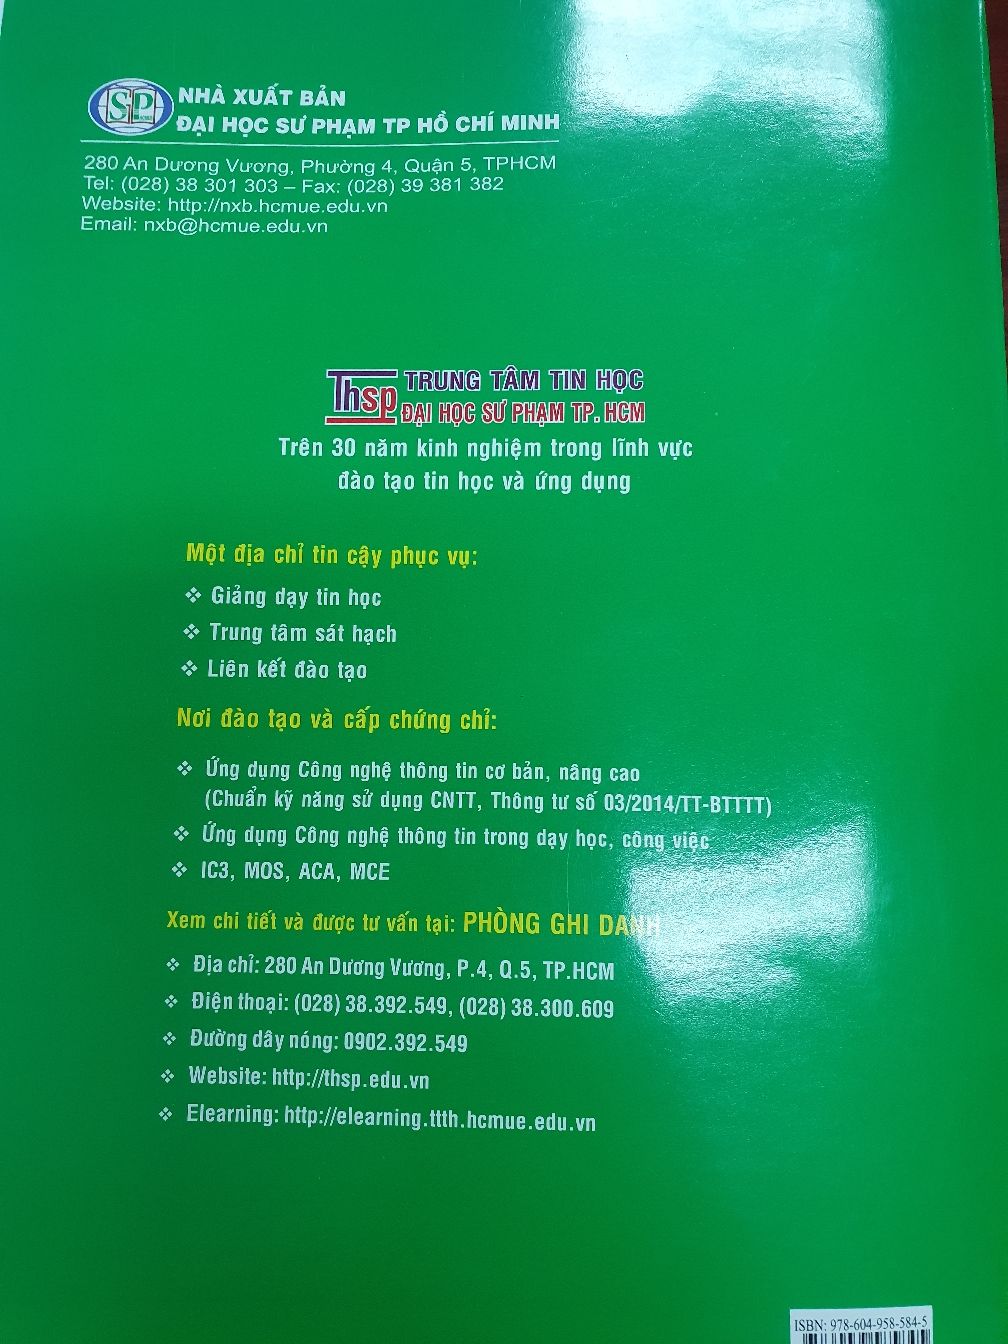 SP
NHÀ XUẤT BẢN
ĐẠI HỌC SƯ PHẠM TP HỒ CHÍ MINH
280 An Dương Vương, Phường 4, Quận 5, TPHCM
Tel: (028) 38 301 303 – Fax: (028) 39 381 382
Website: http://nxb.hcmue.edu.vn
Email: nxb@hcmue.edu.vn
Thsp TRUNG TÂM TIN HỌC
ĐẠI HỌC SƯ PHẠM TP. HCM
Trên 30 năm kinh nghiệm trong lĩnh vực
đào tạo tin học và ứng dụng
Một địa chỉ tin cậy phục vụ:
❖ Giảng dạy tin học
❖ Trung tâm sát hạch
❖ Liên kết đào tạo
Nơi đào tạo và cấp chứng chỉ:
❖ Ứng dụng Công nghệ thông tin cơ bản, nâng cao
(Chuẩn kỹ năng sử dụng CNTT, Thông tư số 03/2014/TT-BTTTT)
❖ Ứng dụng Công nghệ thông tin trong dạy học, công việc
❖ IC3, MOS, ACA, MCE
Xem chi tiết và được tư vấn tại: PHÒNG GHI DANH
❖ Địa chỉ: 280 An Dương Vương, P.4, Q.5, TP.HCM
❖ Điện thoại: (028) 38.392.549, (028) 38.300.609
❖ Đường dây nóng: 0902.392.549
❖ Website: http://thsp.edu.vn
❖ Elearning: http://elearning.ttth.hcmue.edu.vn
ISBN: 978-604-958-584-5